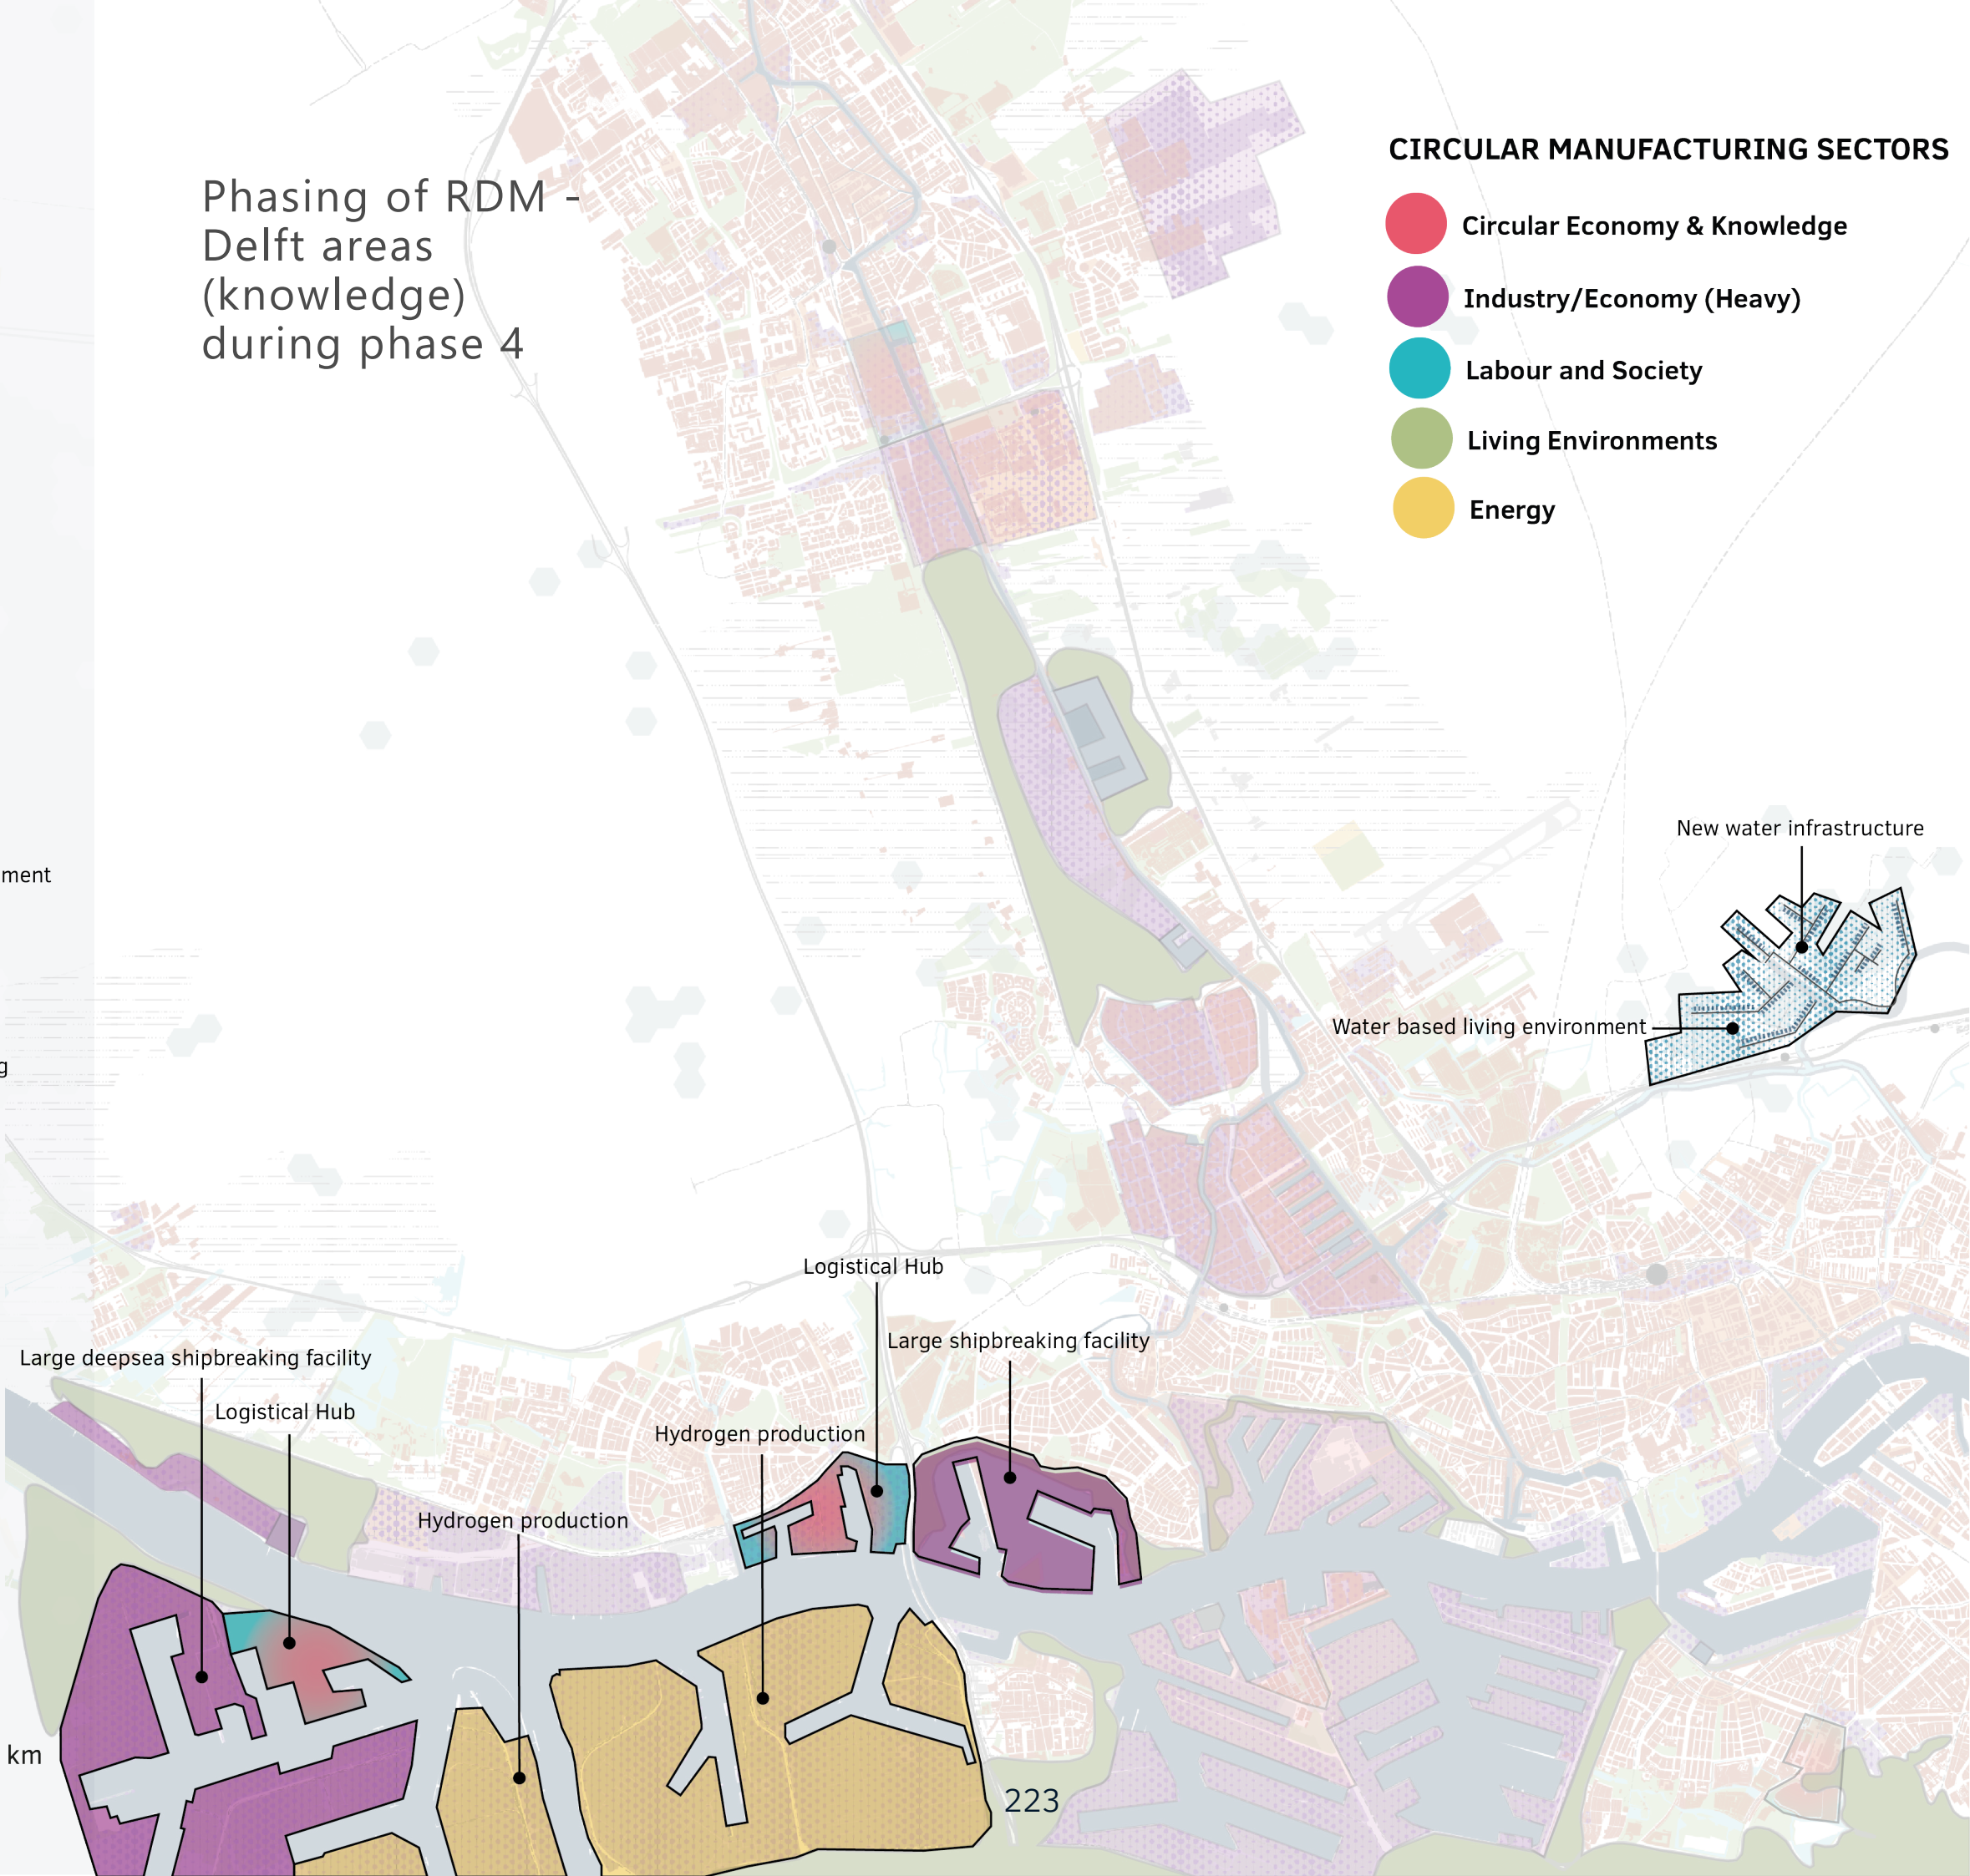 Phasing of RDM -
Delft areas
(knowledge)
during phase 4
CIRCULAR MANUFACTURING SECTORS
Circular Economy & Knowledge
Industry/Economy (Heavy)
Labour and Society
Living Environments
Energy
New water infrastructure
ment
Water based living environment
g
Logistical Hub
Large shipbreaking facility
Large deepsea shipbreaking facility
Logistical Hub
Hydrogen production
Hydrogen production
km
223